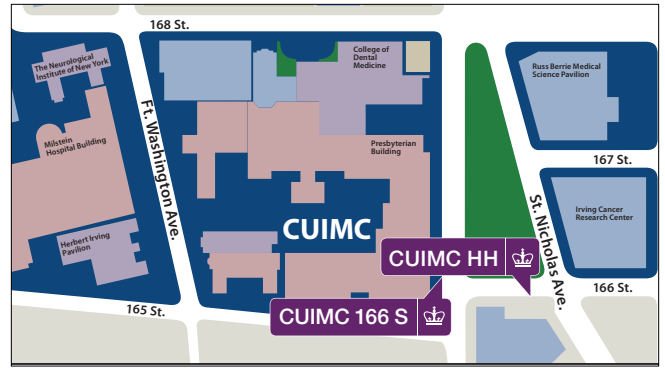 168 St.
The Neurological
Institute of New York
College of
Dental
Medicine
Russ Berrie Medical
Science Pavilion
Ft. Washington Ave.
Milstein
Hospital Building
Presbyterian
Building
167 St.
St. Nicholas Ave.
Irving Cancer
Research Center
CUIMC
Herbert Irving
Pavilion
CUIMC HH
166 St.
165 St.
CUIMC 166 S